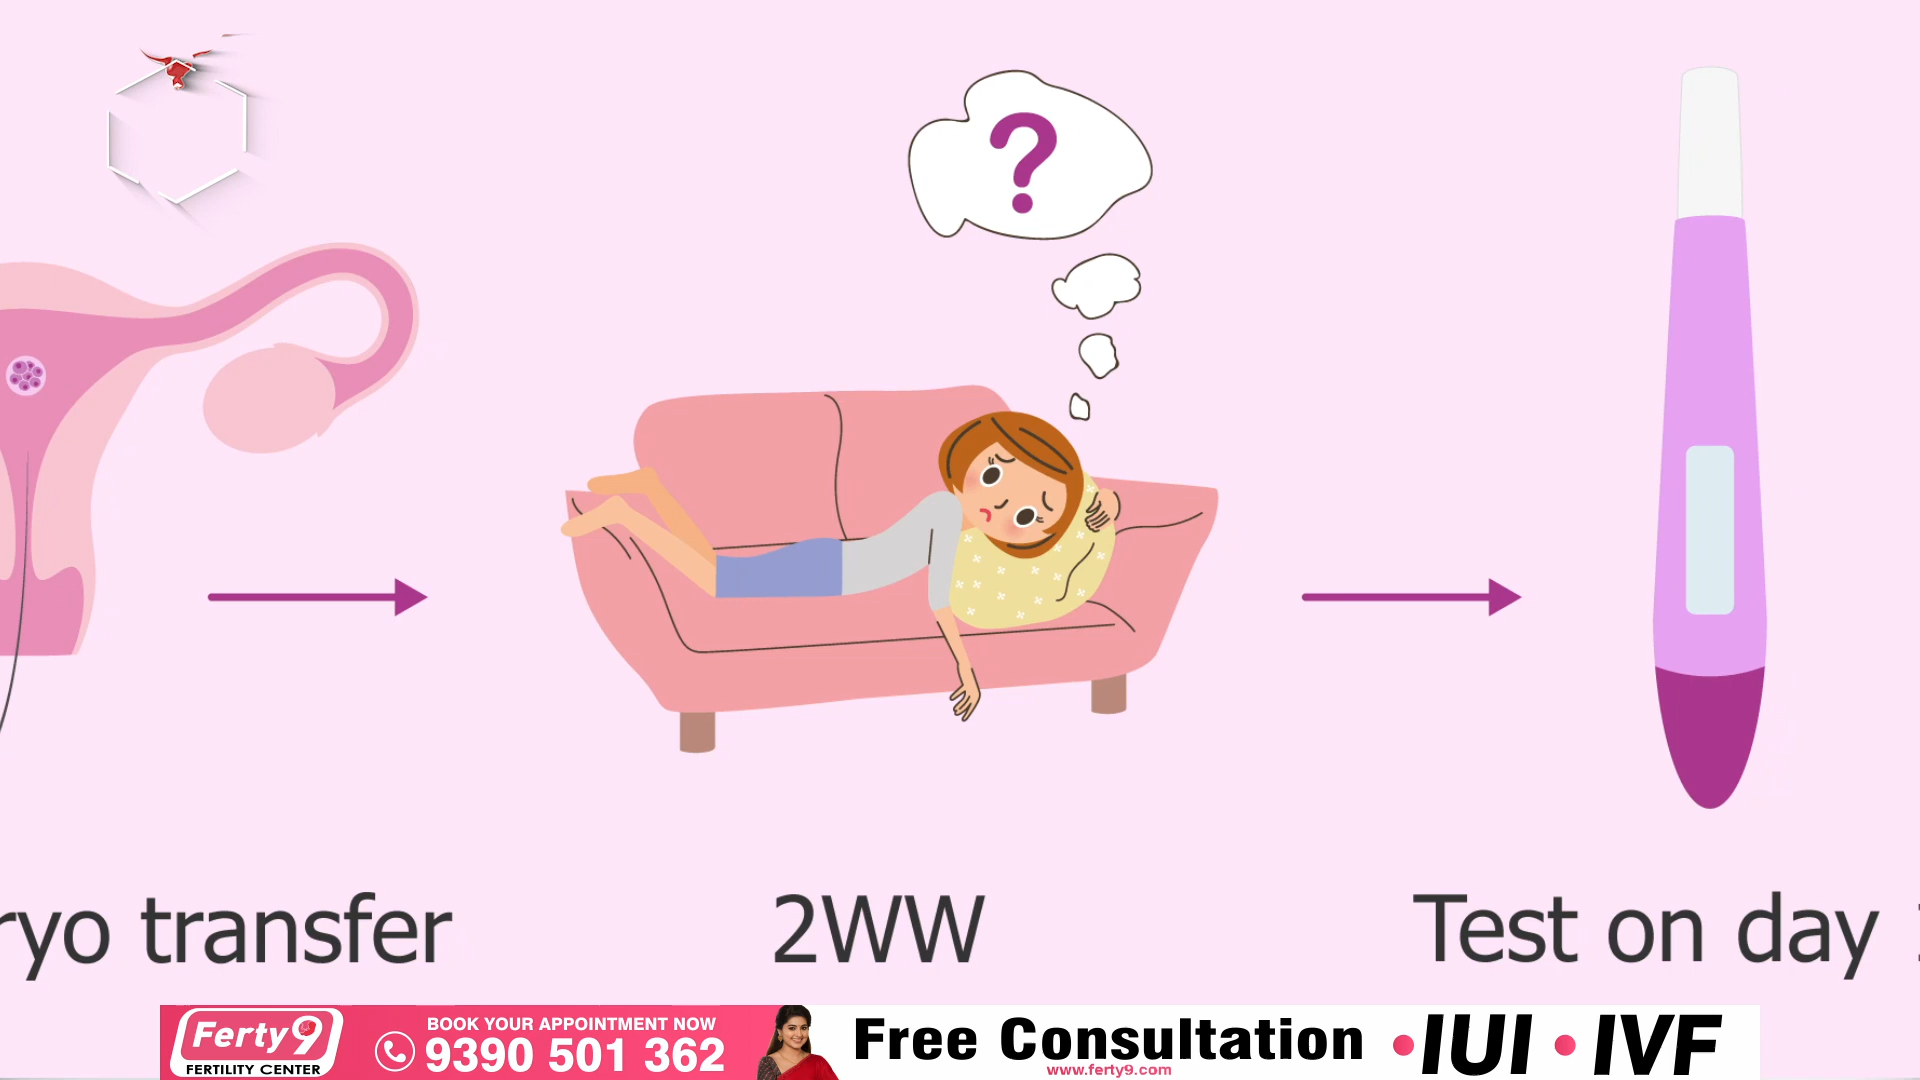 ryo transfer
2WW
Test on day
Ferty9
FERTILITY CENTER
BOOK YOUR APPOINTMENT NOW
9390 501 362
Free Consultation
www.ferty9.com
• IUI • IVF